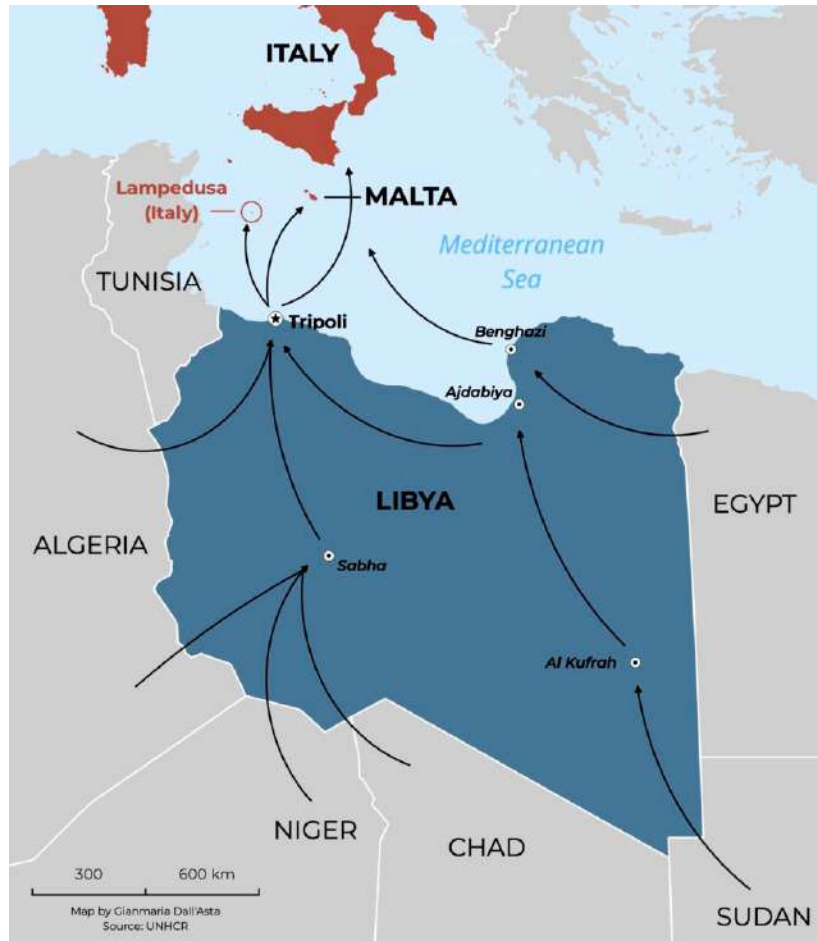 ITALY
Lampedusa
(Italy)
MALTA
Mediterranean
Sea
TUNISIA
Tripoli
Benghazi
Ajdabiya
LIBYA
EGYPT
ALGERIA
Sabha
Al Kufrah
NIGER
CHAD
SUDAN
300 600 km
Map by Gianmaria Dall'Asta
Source: UNHCR